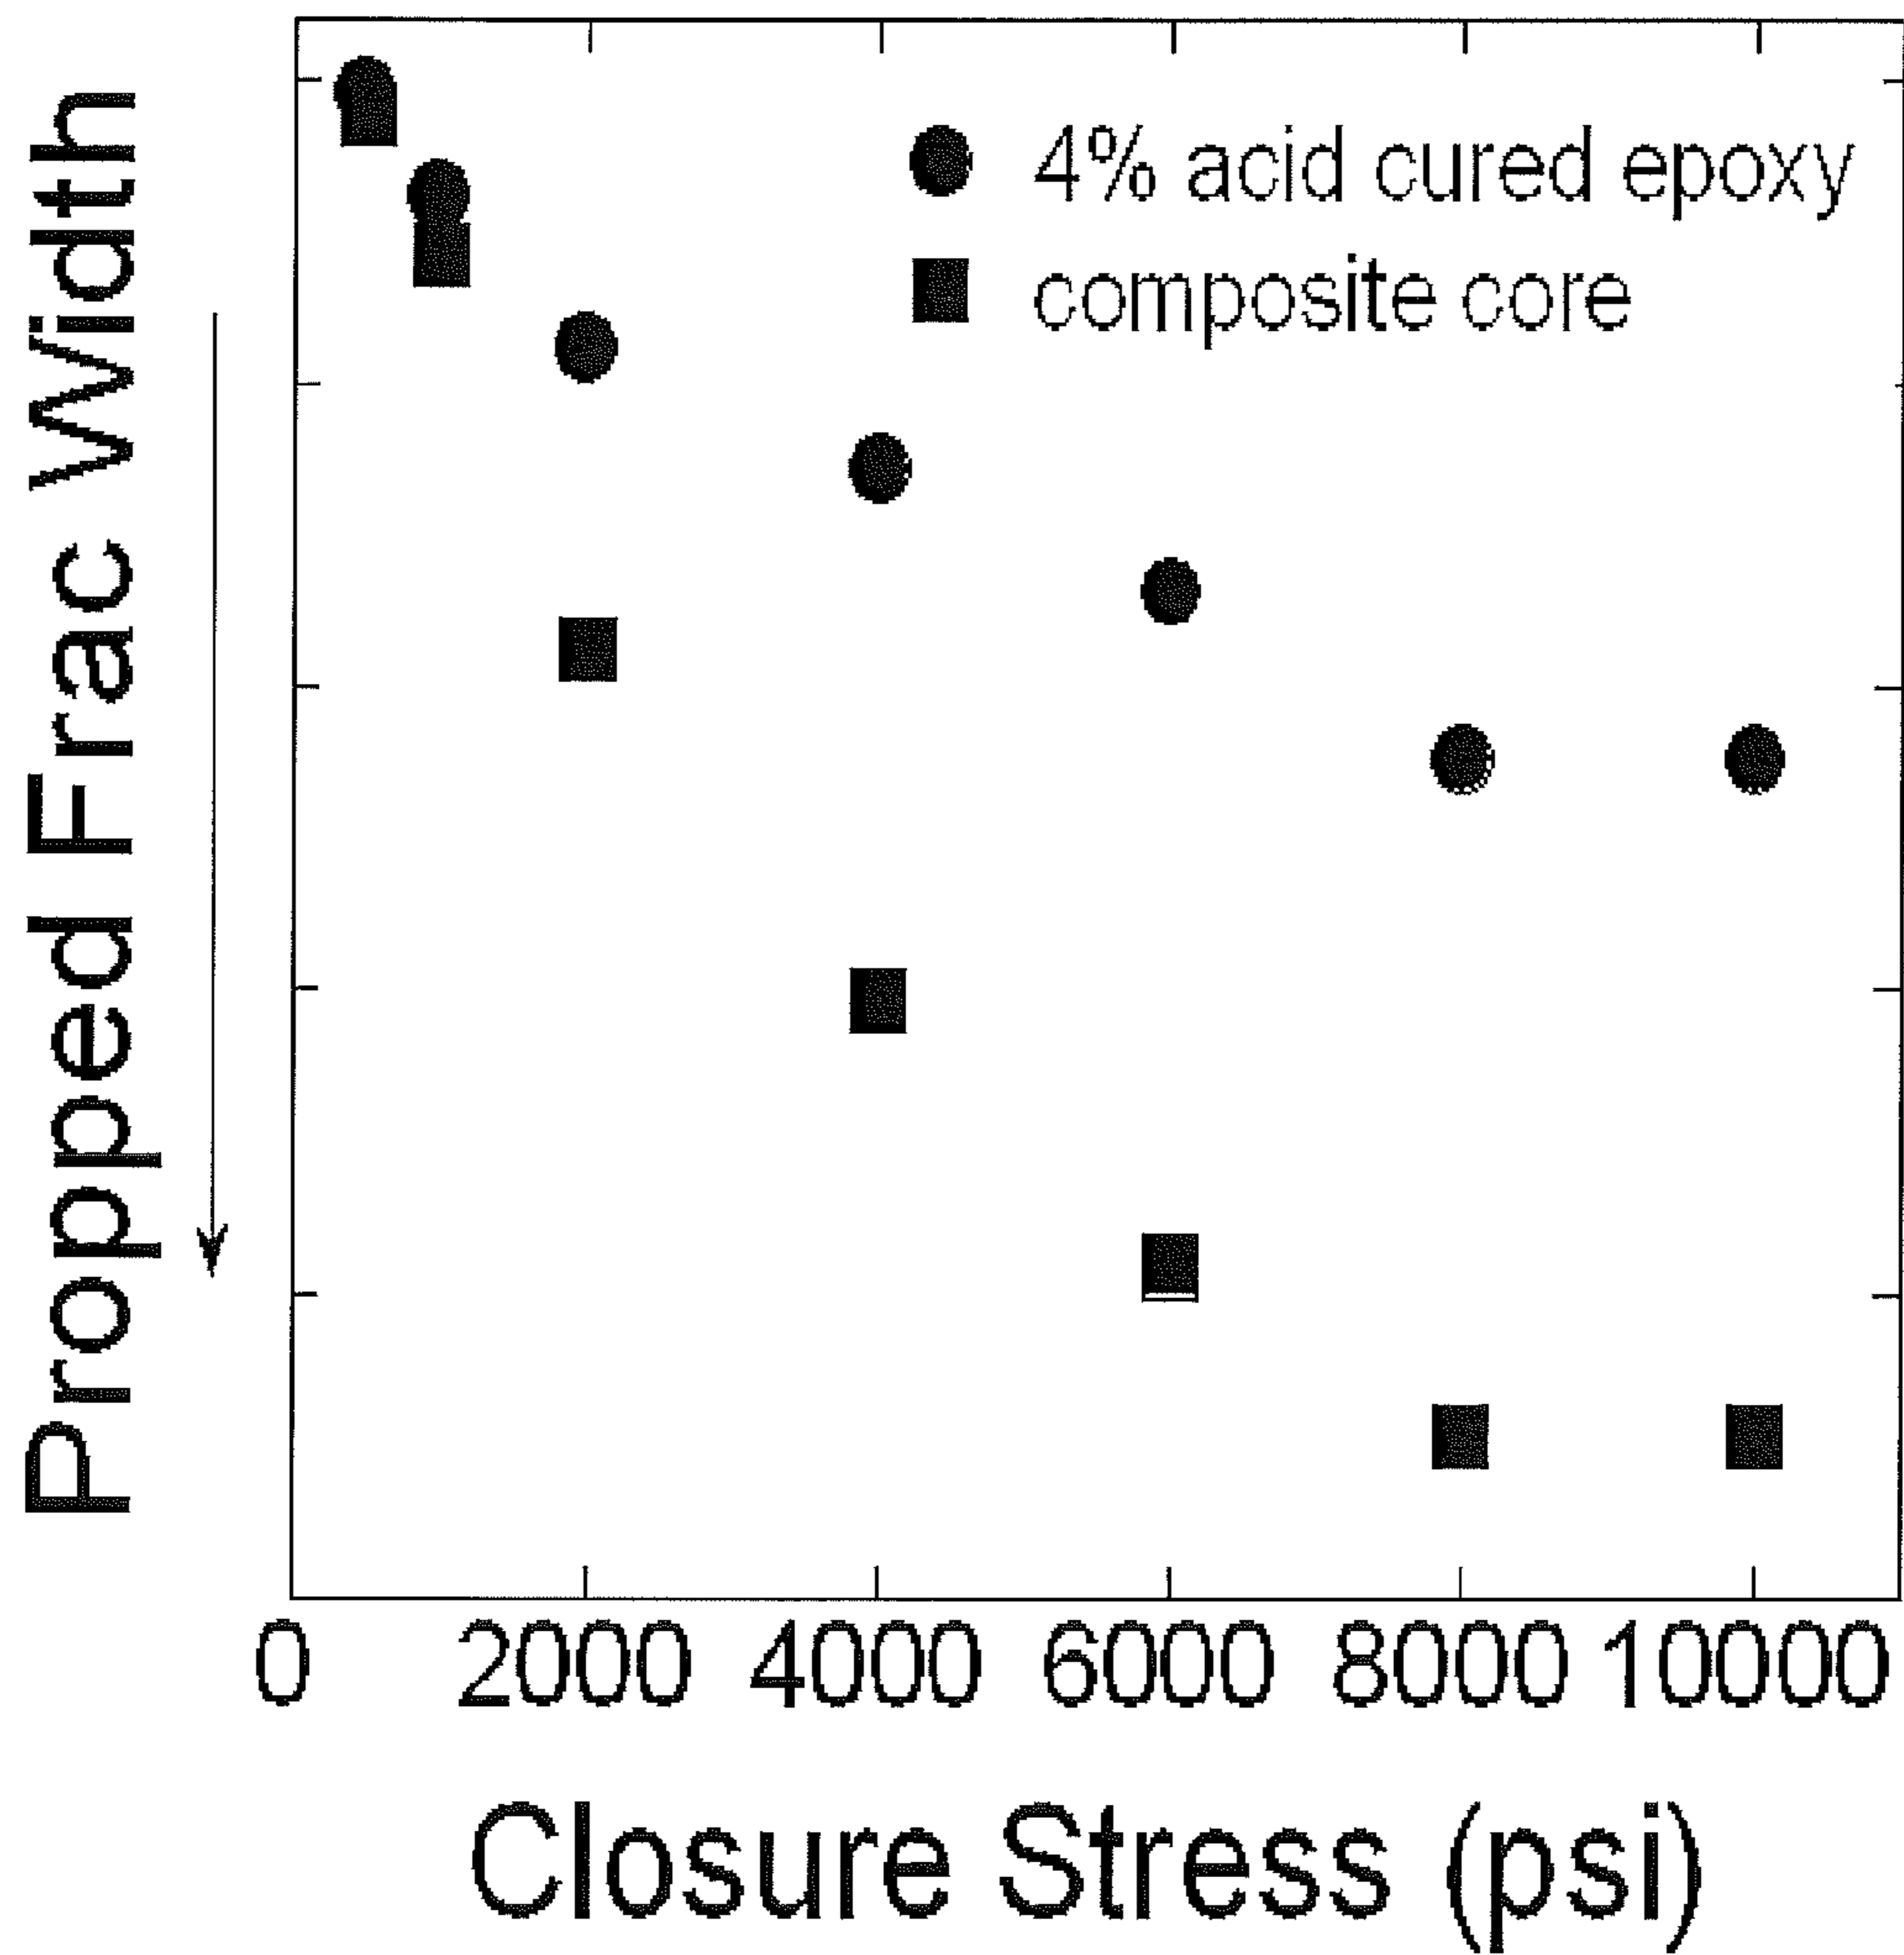 Propped Frac Width
4% acid cured epoxy
composite core
0 2000 4000 6000 8000 10000
Closure Stress (psi)